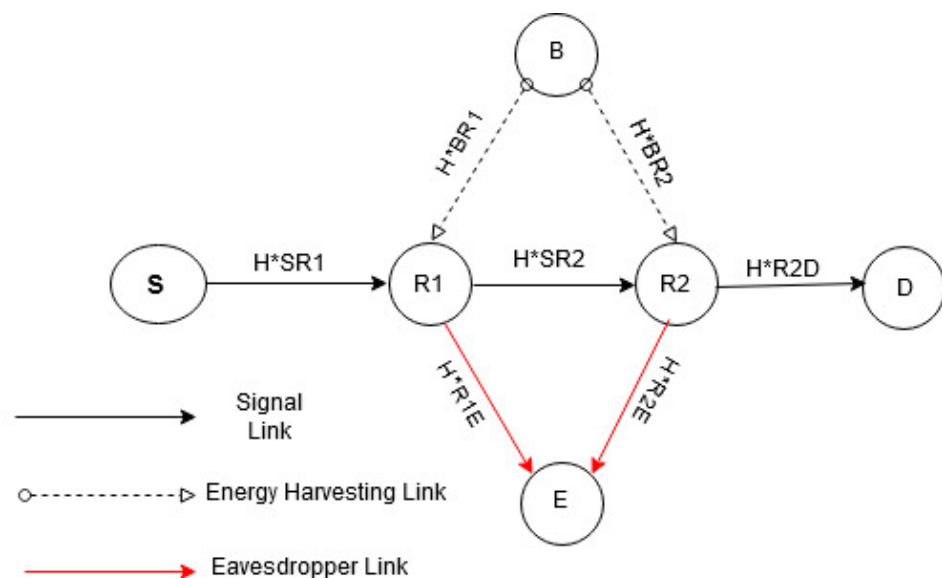 B
H*BR1
H*BR2
S
H*SR1
R1
H*SR2
R2
H*R2D
D
H*R1E
H*R2E
E
Signal
Link
Energy Harvesting Link
Eavesdropper Link